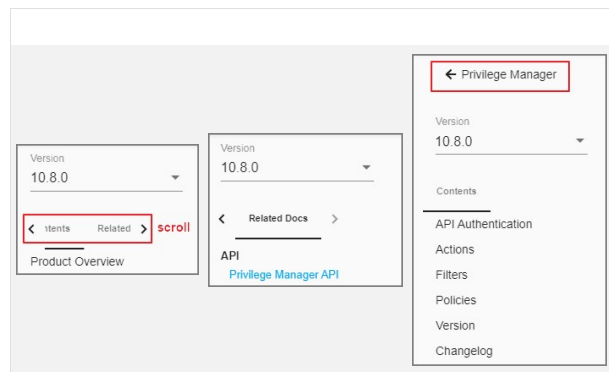 Version
10.8.0
ntents Related scroll
Product Overview
Version
10.8.0
Related Docs
API
Privilege Manager API
Privilege Manager
Version
10.8.0
Contents
API Authentication
Actions
Filters
Policies
Version
Changelog